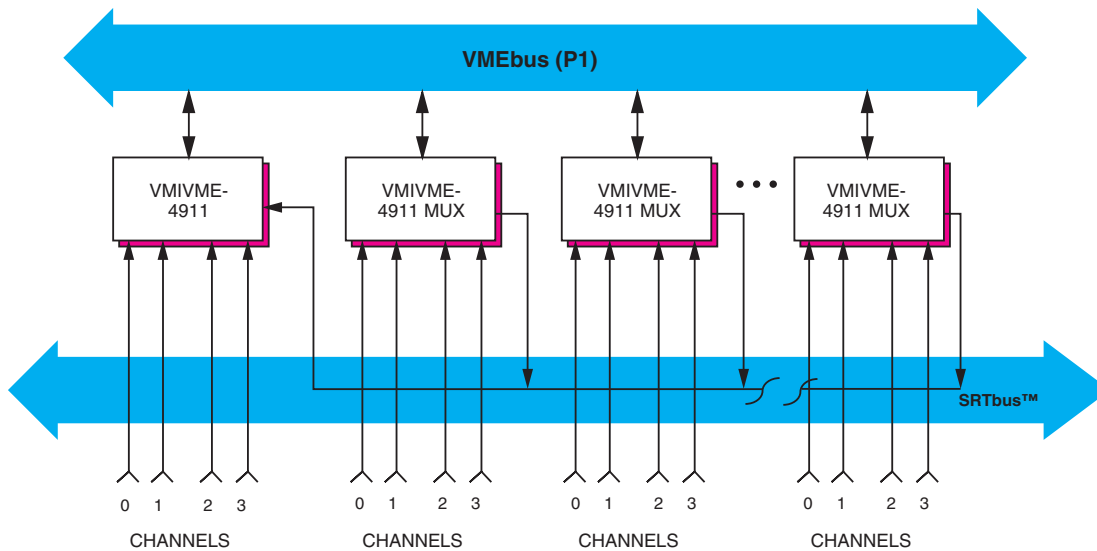 VMEbus (P1)
VMIVME-
4911
VMIVME-
4911 MUX
VMIVME-
4911 MUX
VMIVME-
4911 MUX
SRTbus™
0 1 2 3
0 1 2 3
0 1 2 3
0 1 2 3
CHANNELS
CHANNELS
CHANNELS
CHANNELS